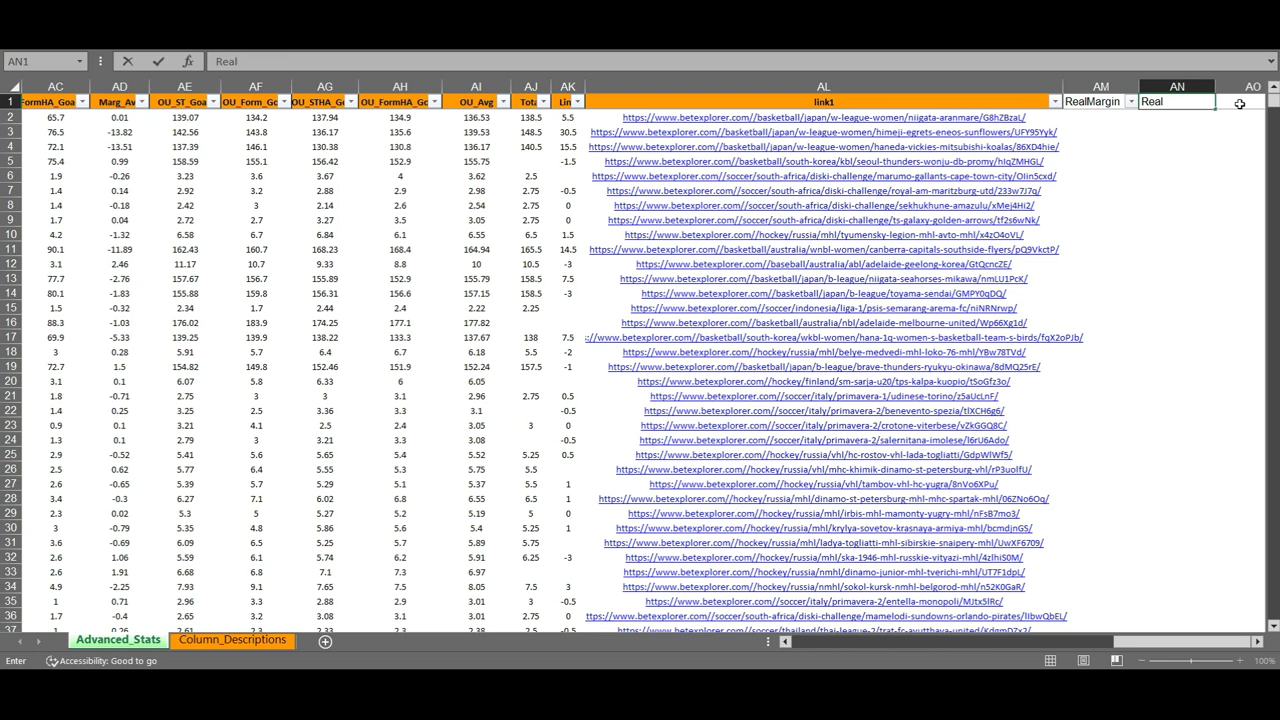 AN1 Real
AC AD AE AF AG AH AI AJ AK AL AM AN AO
1 FormHA_Goa Marg_Av OU_ST_Goa OU_Form_Go OU_STHA_Go OU_FormHA_Go OU_Avg Tota Lin link1 RealMargin Real
2 65.7 0.01 139.07 134.2 137.94 134.9 136.53 138.5 5.5 https://www.betexplorer.com//basketball/japan/w-league-women/niigata-aranmare/G8hZBzaL/
3 76.5 -13.82 142.56 143.8 136.17 135.6 139.53 148.5 30.5 https://www.betexplorer.com//basketball/japan/w-league-women/himeji-egrets-eneos-sunflowers/UFY95Yyk/
4 72.1 -13.51 137.39 146.1 130.38 130.8 136.17 140.5 15.5 https://www.betexplorer.com//basketball/japan/w-league-women/haneda-vickies-mitsubishi-koalas/86XD4hie/
5 75.4 0.99 158.59 155.1 156.42 152.9 155.75 -1.5 https://www.betexplorer.com//basketball/south-korea/kbl/seoul-thunders-wonju-db-promy/hIqZMHGL/
6 1.9 -0.26 3.23 3.6 3.67 4 3.62 2.5 https://www.betexplorer.com//soccer/south-africa/diski-challenge/marumo-gallants-cape-town-city/OIin5cxd/
7 1.4 0.14 2.92 3.2 2.88 2.9 2.98 2.75 -0.5 https://www.betexplorer.com//soccer/south-africa/diski-challenge/royal-am-maritzburg-utd/233w7J7q/
8 1.4 -0.18 2.42 3 2.14 2.6 2.54 2.75 0 https://www.betexplorer.com//soccer/south-africa/diski-challenge/sekhukhune-amazulu/xMej4Hi2/
9 1.7 0.04 2.72 2.7 3.27 3.5 3.05 2.75 0 https://www.betexplorer.com//soccer/south-africa/diski-challenge/ts-galaxy-golden-arrows/tf2s6wNk/
10 4.2 -1.32 6.58 6.7 6.84 6.1 6.55 6.5 1.5 https://www.betexplorer.com//hockey/russia/mhl/tyumensky-legion-mhl-avto-mhl/x4zO4oVL/
11 90.1 -11.89 162.43 160.7 168.23 168.4 164.94 165.5 14.5 https://www.betexplorer.com//basketball/australia/wnbl-women/canberra-capitals-southside-flyers/pQ9VkctP/
12 3.1 2.46 11.17 10.7 9.33 8.8 10 10.5 -3 https://www.betexplorer.com//baseball/australia/abl/adelaide-geelong-korea/GtQcncZE/
13 77.7 -2.76 156.67 156.7 155.89 152.9 155.79 158.5 7.5 https://www.betexplorer.com//basketball/japan/b-league/niigata-seahorses-mikawa/nmLU1PcK/
14 80.1 -1.83 155.88 159.8 156.31 156.6 157.15 158.5 -3 https://www.betexplorer.com//basketball/japan/b-league/toyama-sendai/GMPY0qDQ/
15 1.5 -0.32 2.34 1.7 2.44 2.4 2.22 2.25 https://www.betexplorer.com//soccer/indonesia/liga-1/psis-semarang-arema-fc/niNRNrwp/
16 88.3 -1.03 176.02 183.9 174.25 177.1 177.82 https://www.betexplorer.com//basketball/australia/nbl/adelaide-melbourne-united/Wp66Xg1d/
17 69.9 -5.33 139.25 139.9 138.22 133.3 137.67 138 7.5 ://www.betexplorer.com//basketball/south-korea/wkbl-women/hana-1q-women-s-basketball-team-s-birds/fqX2oPJb/
18 3 0.28 5.91 5.7 6.4 6.7 6.18 5.5 -2 https://www.betexplorer.com//hockey/russia/mhl/belye-medvedi-mhl-loko-76-mhl/YBw78TVd/
19 72.7 1.5 154.82 149.8 152.46 151.9 152.24 157.5 -1 https://www.betexplorer.com//basketball/japan/b-league/brave-thunders-ryukyu-okinawa/8dMQ25rE/
20 3.1 0.1 6.07 5.8 6.33 6 6.05 https://www.betexplorer.com//hockey/finland/sm-sarja-u20/tps-kalpa-kuopio/tSoGfz3o/
21 1.8 -0.71 2.75 3 3 3.1 2.96 2.75 0.5 https://www.betexplorer.com//soccer/italy/primavera-1/udinese-torino/z5aUcLnF/
22 1.4 0.25 3.25 2.5 3.36 3.3 3.1 -0.5 https://www.betexplorer.com//soccer/italy/primavera-2/benevento-spezia/tlXCH6g6/
23 0.9 0.1 3.21 4.1 2.5 2.4 3.05 3 0 https://www.betexplorer.com//soccer/italy/primavera-2/crotone-viterbese/vZkGGQ8C/
24 1.3 0.1 2.79 3 3.21 3.3 3.08 -0.5 https://www.betexplorer.com//soccer/italy/primavera-2/salernitana-imolese/l6rU6Ado/
25 2.9 -0.52 5.41 5.6 5.65 5.4 5.52 5.25 0.5 https://www.betexplorer.com//hockey/russia/vhl/hc-rostov-vhl-lada-togliatti/GdpWlWf5/
26 2.5 0.62 5.77 6.4 5.55 5.3 5.75 5.5 https://www.betexplorer.com//hockey/russia/vhl/mhc-khimik-dinamo-st-petersburg-vhl/rP3uolfU/
27 2.6 -0.65 5.39 5.7 5.29 5.1 5.37 5.5 1 https://www.betexplorer.com//hockey/russia/vhl/tambov-vhl-hc-yugra/8nVo6XPU/
28 3.4 -0.3 6.27 7.1 6.02 6.8 6.55 6.5 1 https://www.betexplorer.com//hockey/russia/mhl/dinamo-st-petersburg-mhl-mhc-spartak-mhl/06ZNo6Oq/
29 2.3 0.02 5.3 5 5.27 5.2 5.19 5 0 https://www.betexplorer.com//hockey/russia/mhl/irbis-mhl-mamonty-yugry-mhl/nFsB7mo3/
30 3 -0.79 5.35 4.8 5.86 5.6 5.4 5.5 1 https://www.betexplorer.com//hockey/russia/mhl/krylya-sovetov-krasnaya-armiya-mhl/bcmdjnG5/
31 3.6 -0.69 6.09 6.5 5.25 5.7 5.89 5.75 https://www.betexplorer.com//hockey/russia/mhl/ladya-togliatti-mhl-sibirskie-snaipery-mhl/UwXF6709/
32 2.6 1.06 5.59 6.1 5.74 6.2 5.91 6.25 -3 https://www.betexplorer.com//hockey/russia/mhl/ska-1946-mhl-russkie-vityazi-mhl/4zlhiS0M/
33 2.6 1.91 6.68 6.8 7.1 7.3 6.97 https://www.betexplorer.com//hockey/russia/nmhl/dinamo-junior-mhl-tverichi-mhl/UT7F1dpL/
34 4.9 -2.25 7.93 9.1 8.06 7.1 8.05 7.5 3 https://www.betexplorer.com//hockey/russia/nmhl/sokol-kursk-nmhl-belgorod-mhl/n52K0GAR/
35 1 0.71 2.96 3.3 2.88 2.9 3.01 3 -0.5 https://www.betexplorer.com//soccer/italy/primavera-2/entella-monopoli/MJtx5lRc/
36 1.7 -0.4 2.65 3.2 3.08 3.1 3.01 2.75 0 ttps://www.betexplorer.com//soccer/south-africa/diski-challenge/mamelodi-sundowns-orlando-pirates/IIbwQbEL/
Advanced_Stats Column_Descriptions
Enter Accessibility: Good to go 100%